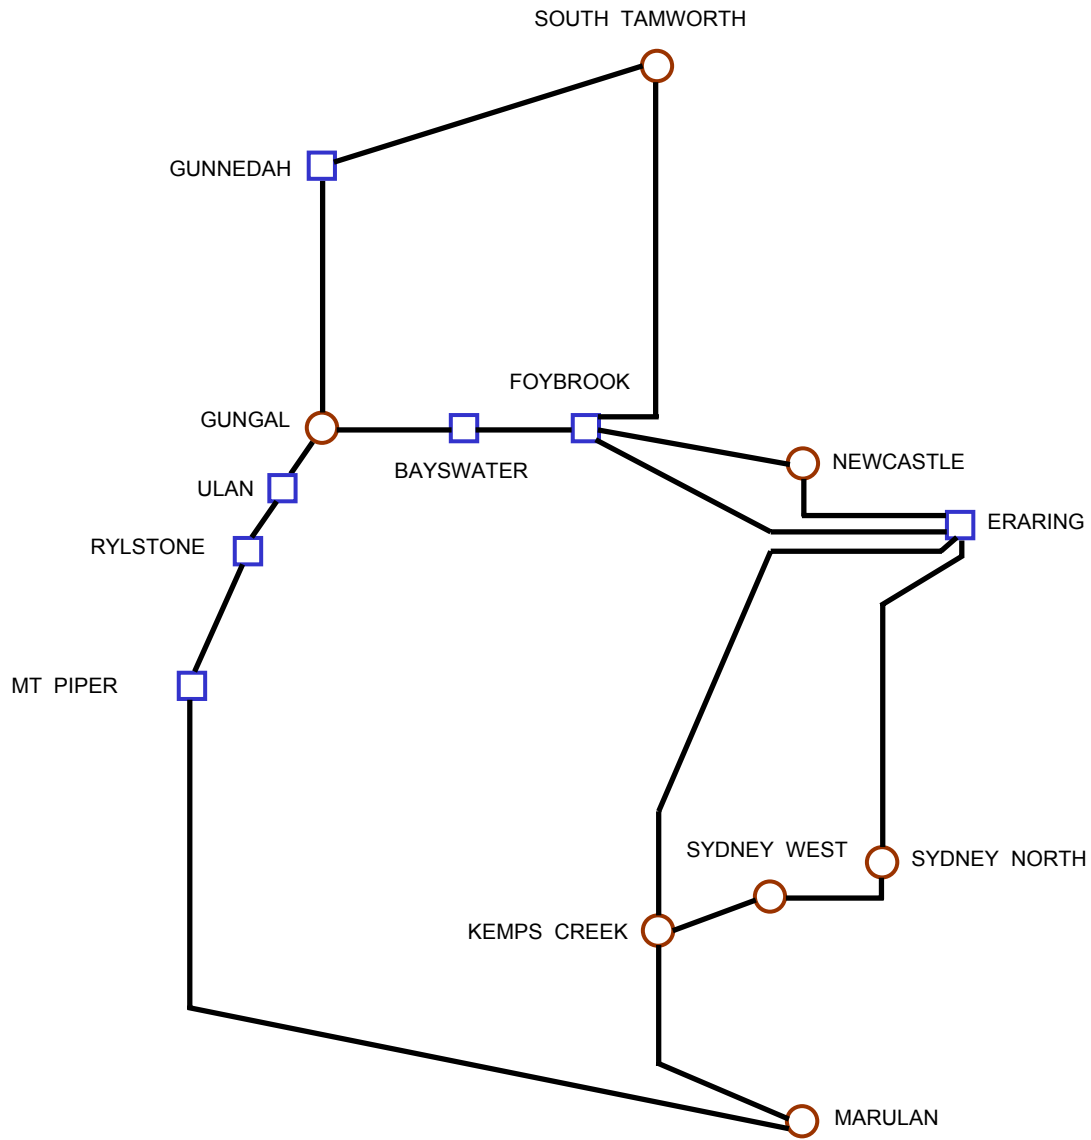 SOUTH TAMWORTH
GUNNEDAH
FOYBROOK
GUNGAL
BAYSWATER
NEWCASTLE
ULAN
ERARING
RYLSTONE
MT PIPER
SYDNEY WEST
SYDNEY NORTH
KEMPS CREEK
MARULAN